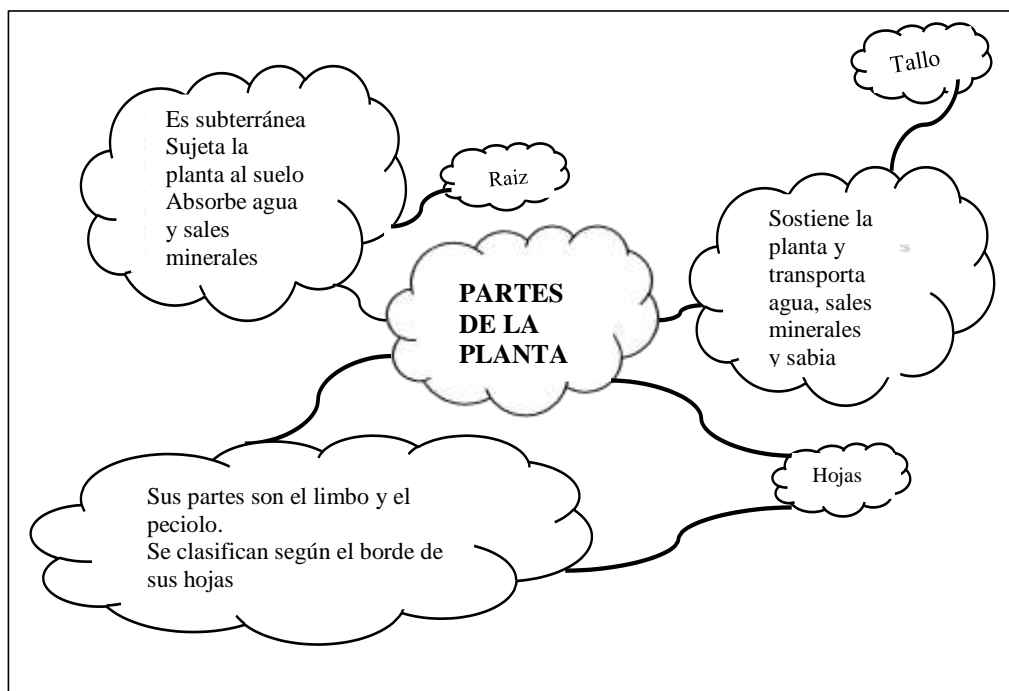 Tallo
Es subterránea
Sujeta la
planta al suelo
Absorbe agua
y sales
minerales
Raiz
Sostiene la
planta y
transporta
agua, sales
minerales
y sabia
PARTES
DE LA
PLANTA
Hojas
Sus partes son el limbo y el
peciolo.
Se clasifican según el borde de
sus hojas